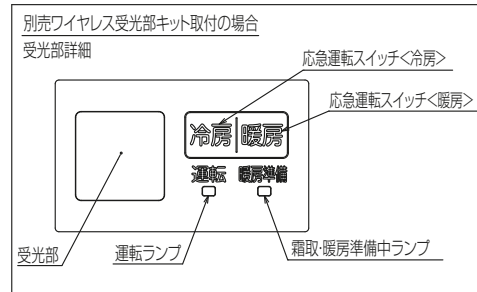 別売ワイヤレス受光部キット取付の場合
受光部詳細
応急運転スイッチ<冷房>
応急運転スイッチ<暖房>
冷房 暖房
運転 暖房準備
受光部
運転ランプ
霜取・暖房準備中ランプ